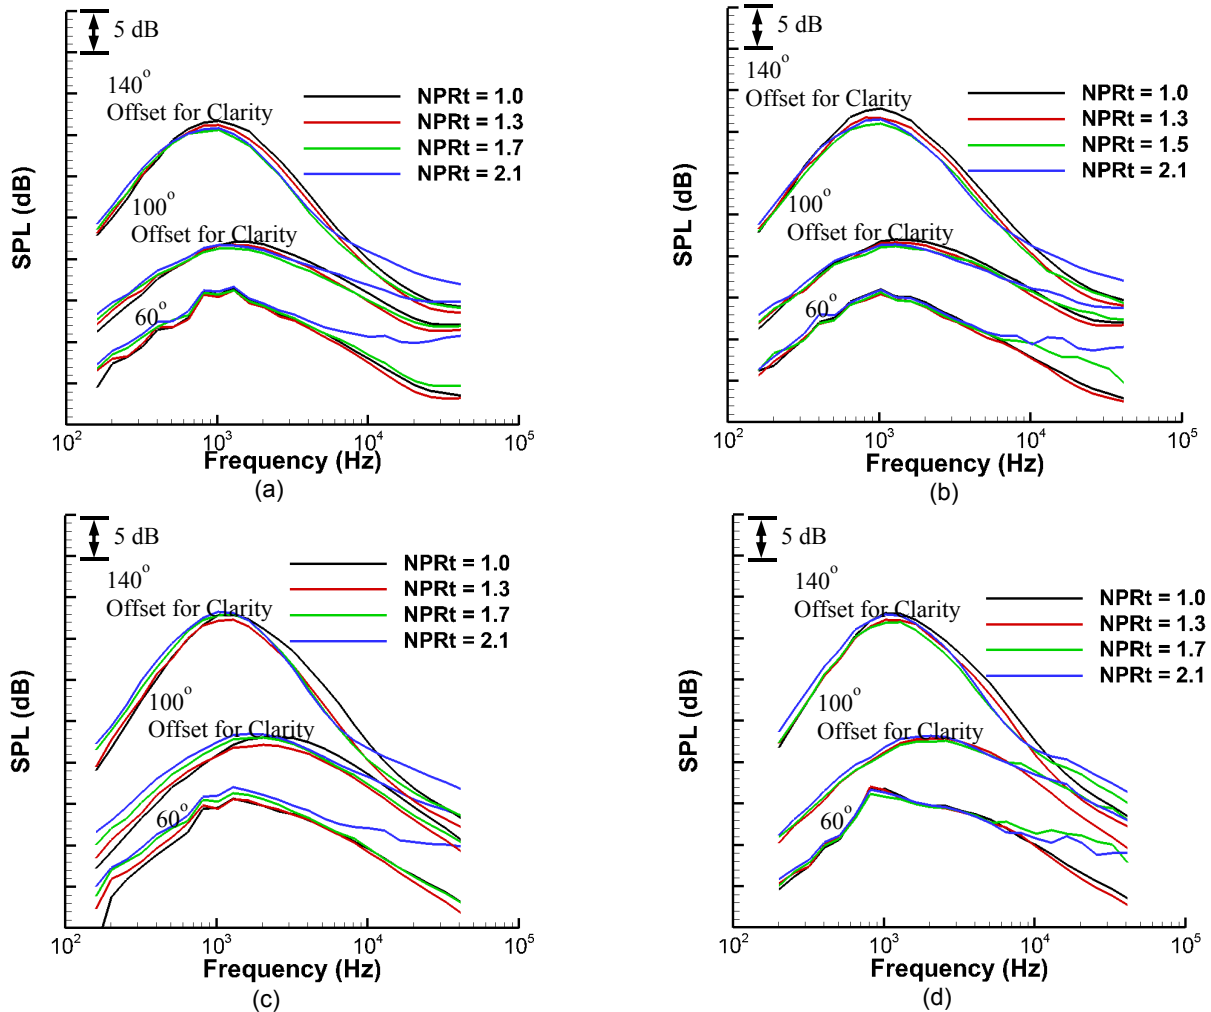 5 dB
140°
Offset for Clarity
NPRt = 1.0
NPRt = 1.3
NPRt = 1.7
NPRt = 2.1
100°
Offset for Clarity
60°
SPL (dB)
10²
10³
10⁴
10⁵
Frequency (Hz)
(a)
5 dB
140°
Offset for Clarity
NPRt = 1.0
NPRt = 1.3
NPRt = 1.5
NPRt = 2.1
100°
Offset for Clarity
60°
SPL (dB)
10²
10³
10⁴
10⁵
Frequency (Hz)
(b)
5 dB
140°
Offset for Clarity
NPRt = 1.0
NPRt = 1.3
NPRt = 1.7
NPRt = 2.1
100°
Offset for Clarity
60°
SPL (dB)
10²
10³
10⁴
10⁵
Frequency (Hz)
(c)
5 dB
140°
Offset for Clarity
NPRt = 1.0
NPRt = 1.3
NPRt = 1.7
NPRt = 2.1
100°
Offset for Clarity
60°
SPL (dB)
10²
10³
10⁴
10⁵
Frequency (Hz)
(d)